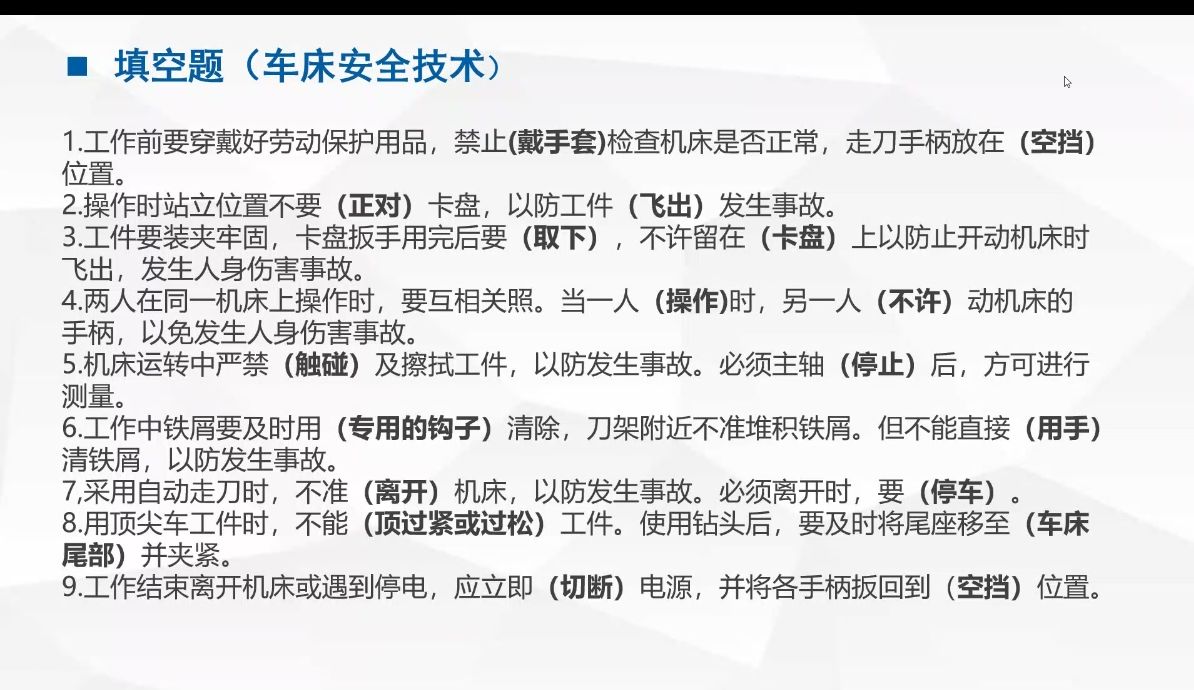 ■ 填空题（车床安全技术）
1.工作前要穿戴好劳动保护用品，禁止(戴手套)检查机床是否正常，走刀手柄放在（空挡）
位置。
2.操作时站立位置不要（正对）卡盘，以防工件（飞出）发生事故。
3.工件要装夹牢固，卡盘扳手用完后要（取下），不许留在（卡盘）上以防止开动机床时
飞出，发生人身伤害事故。
4.两人在同一机床上操作时，要互相关照。当一人（操作)时，另一人（不许）动机床的
手柄，以免发生人身伤害事故。
5.机床运转中严禁（触碰）及擦拭工件，以防发生事故。必须主轴（停止）后，方可进行
测量。
6.工作中铁屑要及时用（专用的钩子）清除，刀架附近不准堆积铁屑。但不能直接（用手）
清铁屑，以防发生事故。
7,采用自动走刀时，不准（离开）机床，以防发生事故。必须离开时，要（停车）。
8.用顶尖车工件时，不能（顶过紧或过松）工件。使用钻头后，要及时将尾座移至（车床
尾部）并夹紧。
9.工作结束离开机床或遇到停电，应立即（切断）电源，并将各手柄扳回到（空挡）位置。